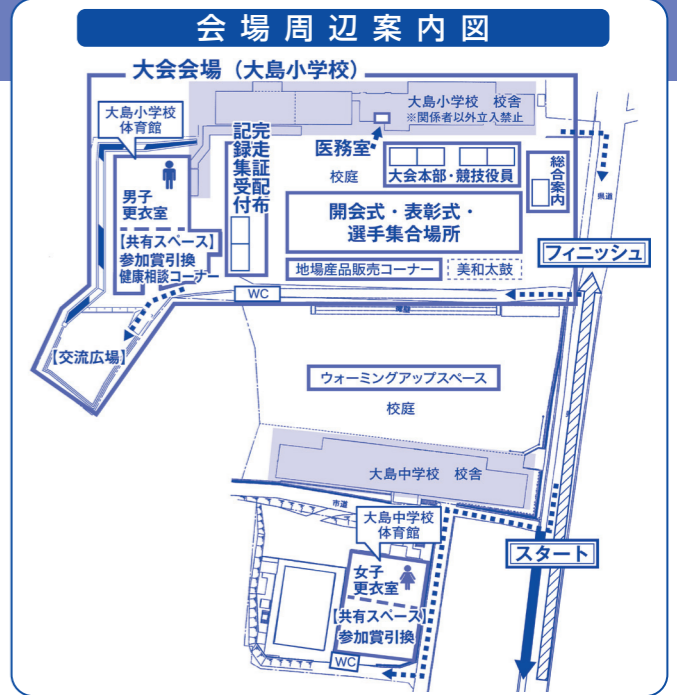 会場周辺案内図
大会会場（大島小学校）
大島小学校 校舎
※関係者以外立入禁止
大島小学校
体育館
完走証配布
記録集受付
医務室
校庭
大会本部・競技役員
総合案内
県道
男子
更衣室
【共有スペース】
参加賞引換
健康相談コーナー
開会式・表彰式・
選手集合場所
フィニッシュ
地場産品販売コーナー
美和太鼓
WC
【交流広場】
ウォーミングアップスペース
校庭
大島中学校 校舎
市道
大島中学校
体育館
スタート
女子
更衣室
【共有スペース】
参加賞引換
WC